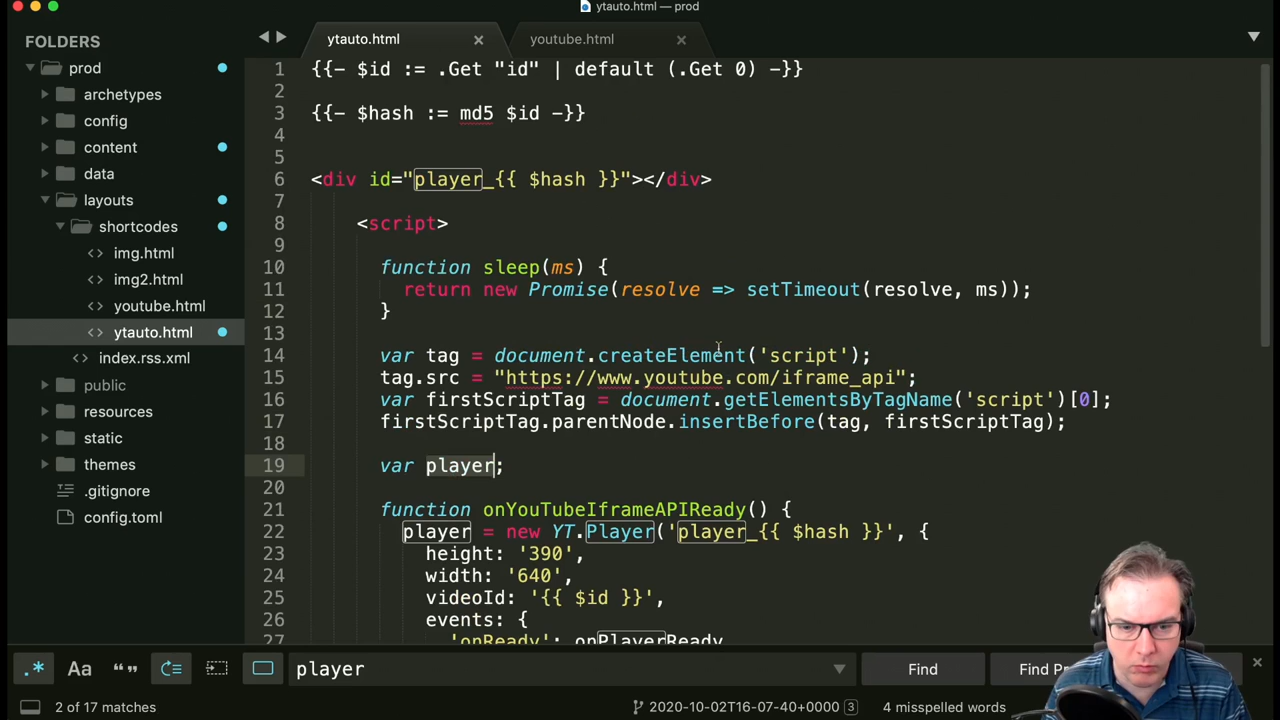 ytauto.html — prod
FOLDERS
prod
archetypes
config
content
data
layouts
shortcodes
img.html
img2.html
youtube.html
ytauto.html
index.rss.xml
public
resources
static
themes
.gitignore
config.toml
ytauto.html
youtube.html
1 {{- $id := .Get "id" | default (.Get 0) -}}
2
3 {{- $hash := md5 $id -}}
4
5
6 <div id="player_{{ $hash }}"></div>
7
8 <script>
9
10 function sleep(ms) {
11 return new Promise(resolve => setTimeout(resolve, ms));
12 }
13
14 var tag = document.createElement('script');
15 tag.src = "https://www.youtube.com/iframe_api";
16 var firstScriptTag = document.getElementsByTagName('script')[0];
17 firstScriptTag.parentNode.insertBefore(tag, firstScriptTag);
18
19 var player;
20
21 function onYouTubeIframeAPIReady() {
22 player = new YT.Player('player_{{ $hash }}', {
23 height: '390',
24 width: '640',
25 videoId: '{{ $id }}',
26 events: {
27 'onReady': onPlayerReady
.* Aa “” player Find Find
2 of 17 matches
2020-10-02T16-07-40+0000 3
4 misspelled words